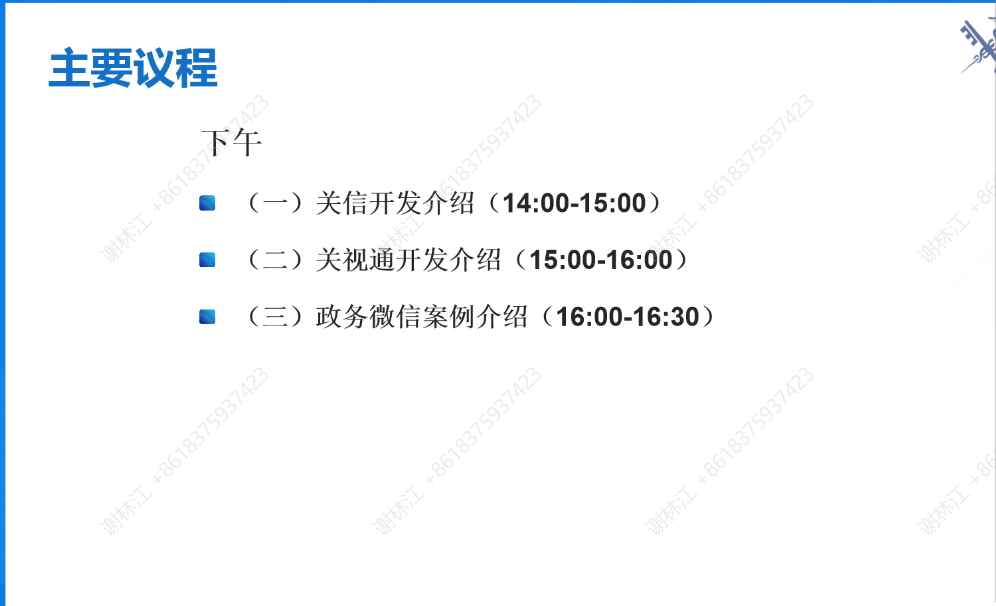 主要议程
下午
（一）关信开发介绍（14:00-15:00）
（二）关视通开发介绍（15:00-16:00）
（三）政务微信案例介绍（16:00-16:30）
谢林江 +8618375937423
谢林江 +8618375937423
谢林江 +8618375937423
谢林江 +861
谢林江 +8618375937423
谢林江 +8618375937423
谢林江 +8618375937423
谢林江 +861